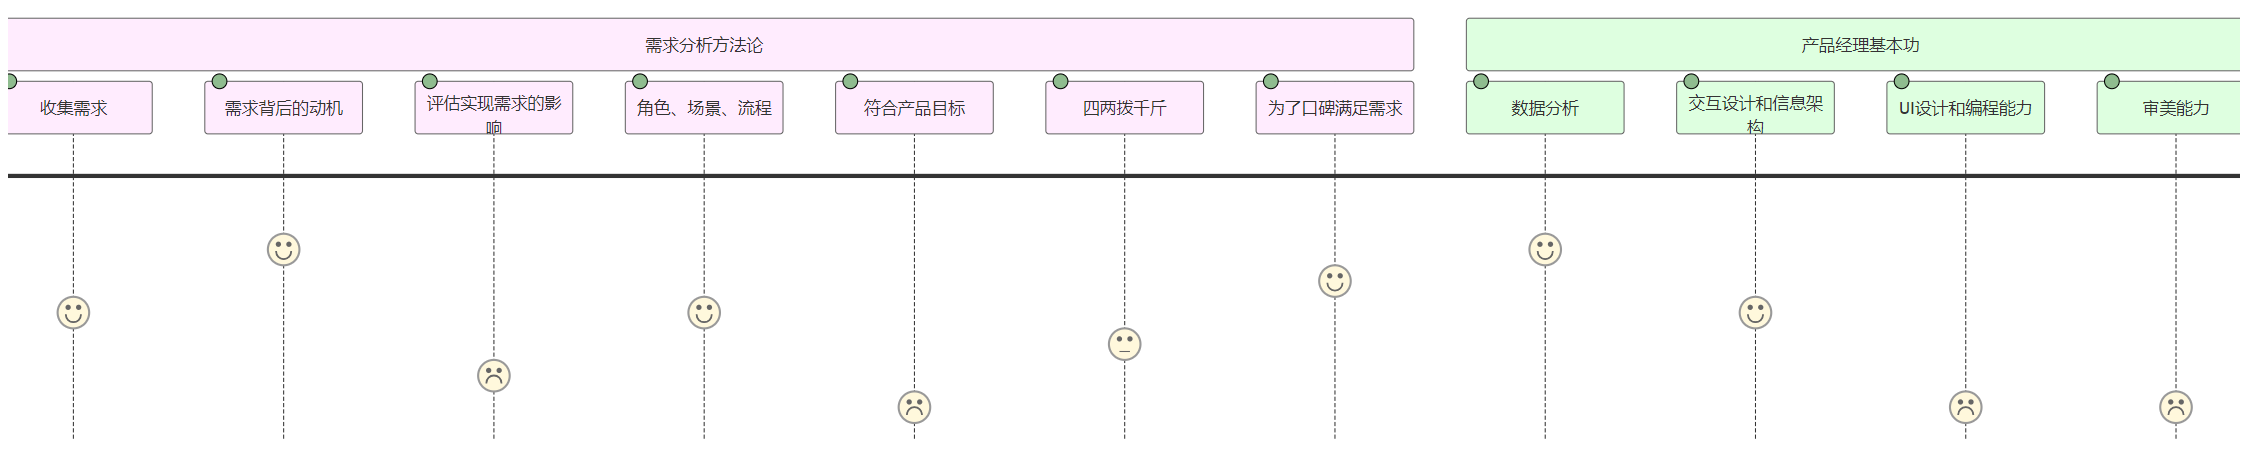 需求分析方法论
产品经理基本功
收集需求
需求背后的动机
评估实现需求的影
响
角色、场景、流程
符合产品目标
四两拨千斤
为了口碑满足需求
数据分析
交互设计和信息架
构
UI设计和编程能力
审美能力